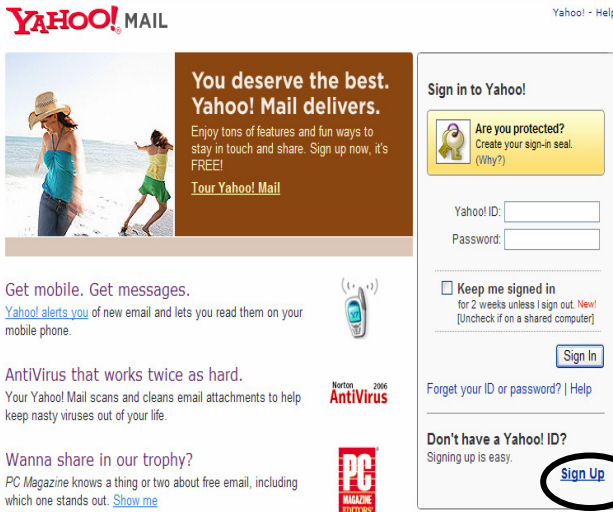 YAHOO! MAIL
Yahoo! - Help
You deserve the best.
Yahoo! Mail delivers.
Enjoy tons of features and fun ways to
stay in touch and share. Sign up now, it's
FREE!
Tour Yahoo! Mail
Get mobile. Get messages.
Yahoo! alerts you of new email and lets you read them on your
mobile phone.
AntiVirus that works twice as hard.
Your Yahoo! Mail scans and cleans email attachments to help
keep nasty viruses out of your life.
Norton 2006
AntiVirus
Wanna share in our trophy?
PC Magazine knows a thing or two about free email, including
which one stands out. Show me
PC
MAGAZINE
EDITORS'
Sign in to Yahoo!
Are you protected?
Create your sign-in seal.
(Why?)
Yahoo! ID:
Password:
Keep me signed in
for 2 weeks unless I sign out. New!
[Uncheck if on a shared computer]
Sign In
Forget your ID or password? | Help
Don't have a Yahoo! ID?
Signing up is easy.
Sign Up